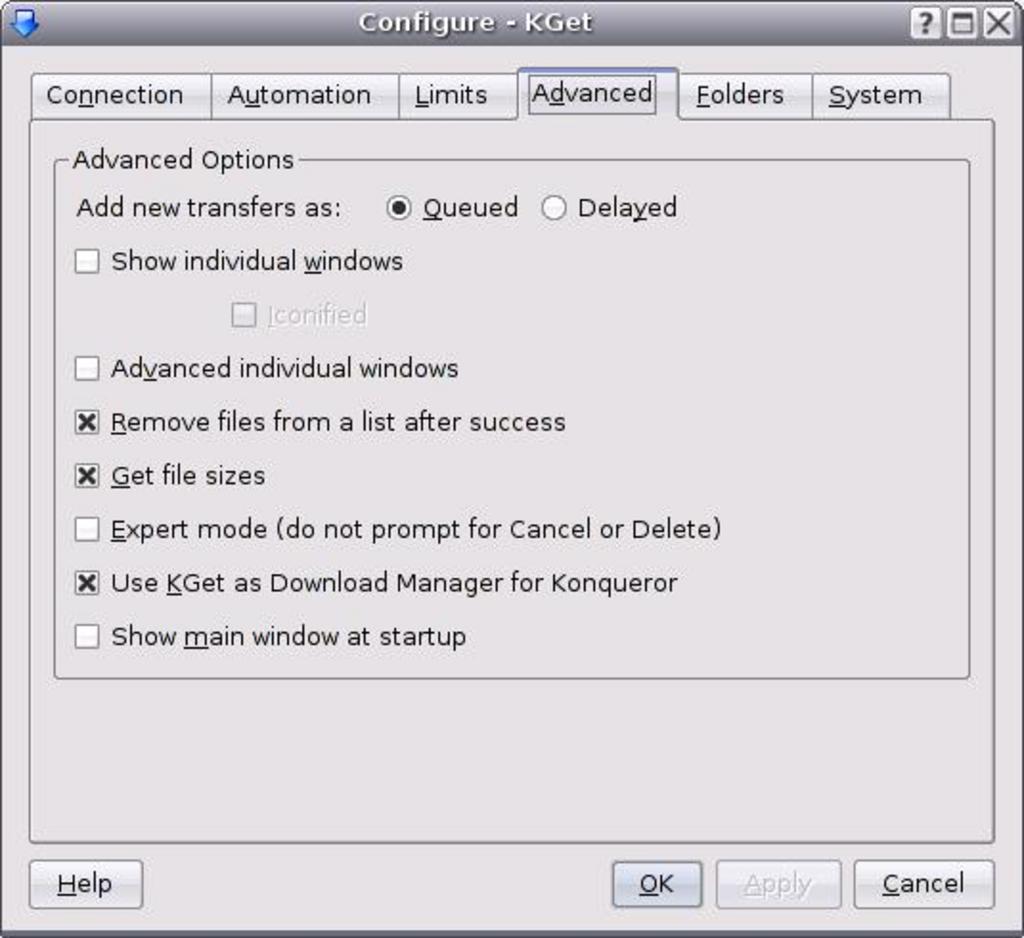 Configure - KGet
Connection Automation Limits Advanced Folders System
Advanced Options
Add new transfers as: Queued Delayed
Show individual windows
Iconified
Advanced individual windows
Remove files from a list after success
Get file sizes
Expert mode (do not prompt for Cancel or Delete)
Use KGet as Download Manager for Konqueror
Show main window at startup
Help OK Apply Cancel